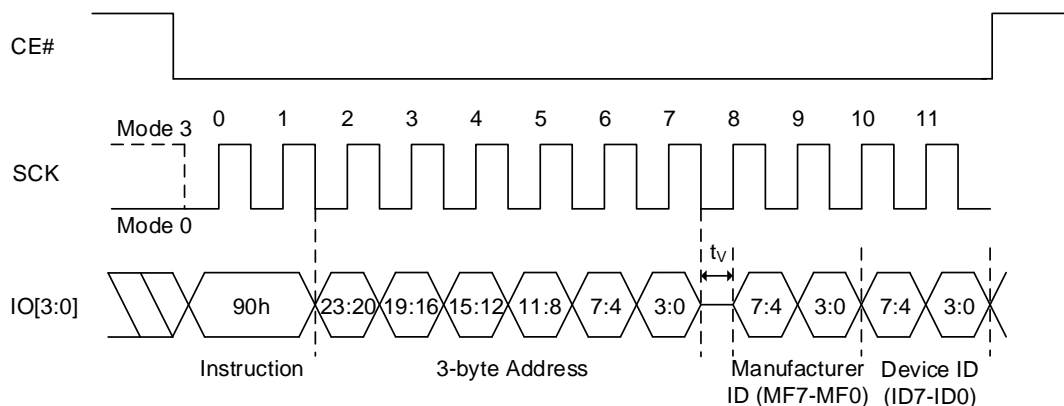 CE#
0 1 2 3 4 5 6 7 8 9 10 11
Mode 3
SCK
Mode 0
tV
IO[3:0] 90h 23:20 19:16 15:12 11:8 7:4 3:0 7:4 3:0 7:4 3:0
Instruction 3-byte Address Manufacturer Device ID
ID (MF7-MF0) (ID7-ID0)